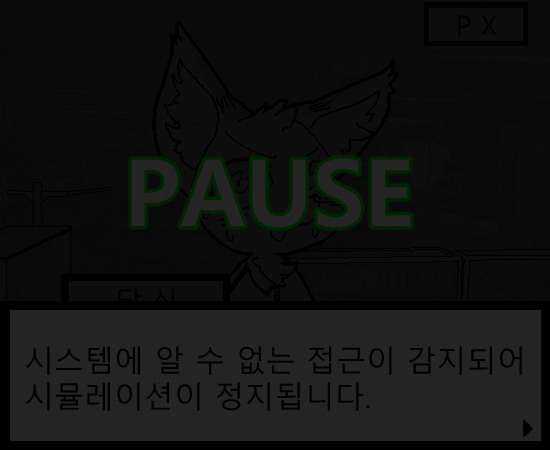 P X
PAUSE
당 신
시스템에 알 수 없는 접근이 감지되어
시뮬레이션이 정지됩니다.